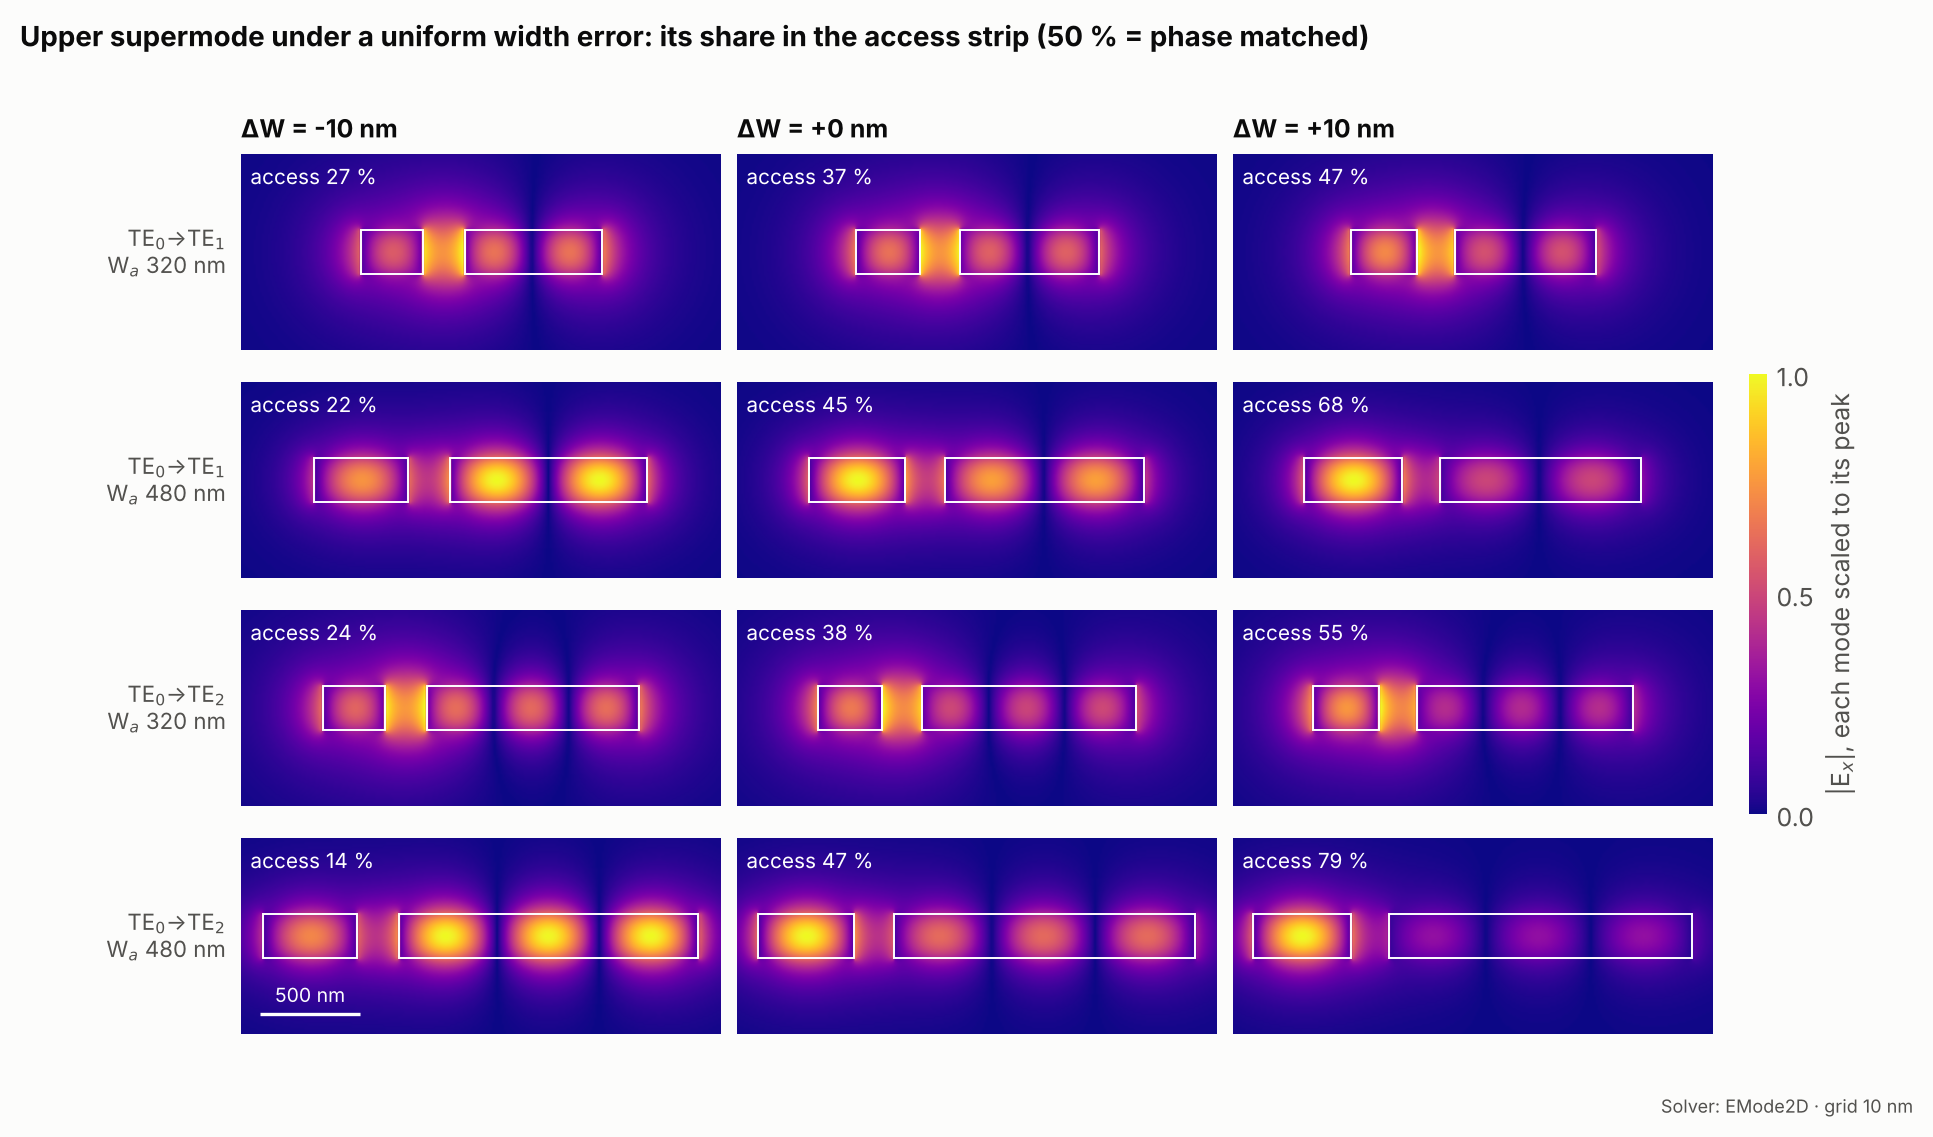 Upper supermode under a uniform width error: its share in the access strip (50 % = phase matched)
ΔW = -10 nm
ΔW = +0 nm
ΔW = +10 nm
TE₀→TE₁
Wₐ 320 nm
access 27 %
access 37 %
access 47 %
TE₀→TE₁
Wₐ 480 nm
access 22 %
access 45 %
access 68 %
TE₀→TE₂
Wₐ 320 nm
access 24 %
access 38 %
access 55 %
TE₀→TE₂
Wₐ 480 nm
access 14 %
access 47 %
access 79 %
500 nm
1.0
0.5
0.0
|Eₓ|, each mode scaled to its peak
Solver: EMode2D · grid 10 nm